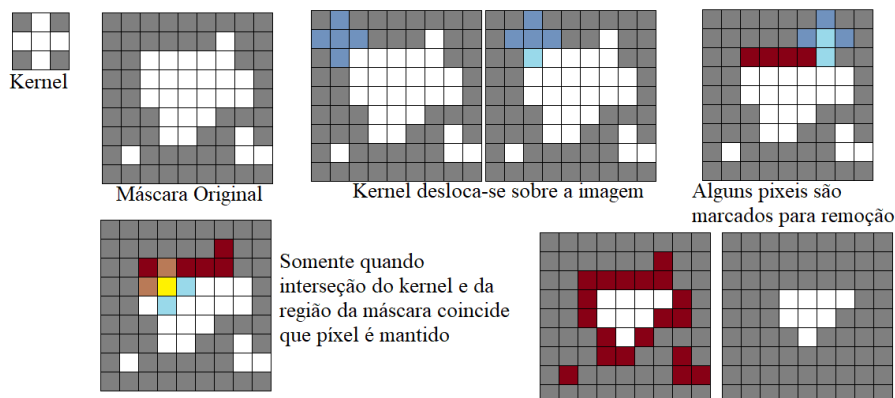 Kernel
Máscara Original
Kernel desloca-se sobre a imagem
Alguns píxeis são
marcados para remoção
Somente quando
interseção do kernel e da
região da máscara coincide
que píxel é mantido